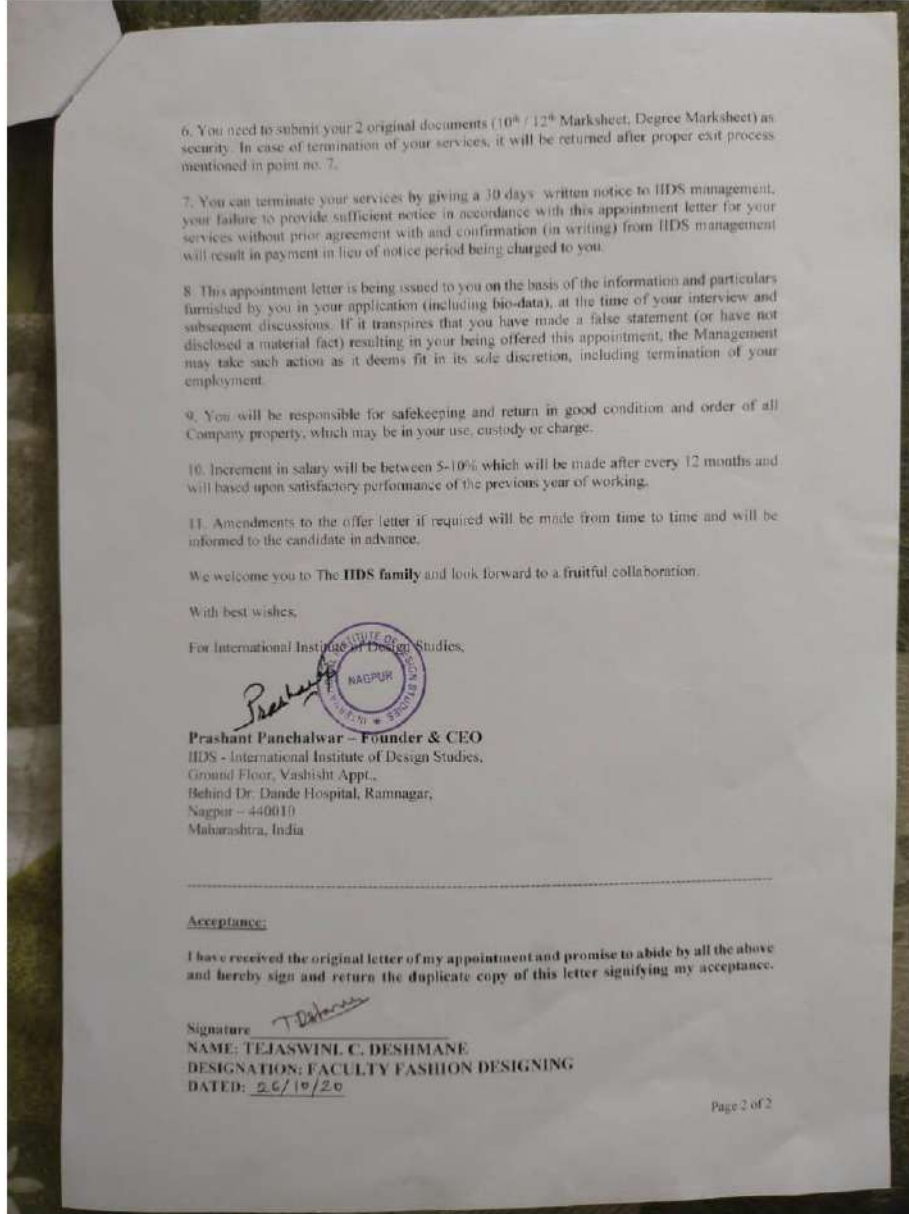 6. You need to submit your 2 original documents (10th / 12th Marksheet, Degree Marksheet) as
security. In case of termination of your services, it will be returned after proper exit process
mentioned in point no. 7.
7. You can terminate your services by giving a 30 days written notice to IIDS management,
your failure to provide sufficient notice in accordance with this appointment letter for your
services without prior agreement with and confirmation (in writing) from IIDS management
will result in payment in lieu of notice period being charged to you.
8. This appointment letter is being issued to you on the basis of the information and particulars
furnished by you in your application (including bio-data), at the time of your interview and
subsequent discussions. If it transpires that you have made a false statement (or have not
disclosed a material fact) resulting in your being offered this appointment, the Management
may take such action as it deems fit in its sole discretion, including termination of your
employment.
9. You will be responsible for safekeeping and return in good condition and order of all
Company property, which may be in your use, custody or charge.
10. Increment in salary will be between 5-10% which will be made after every 12 months and
will based upon satisfactory performance of the previous year of working.
11. Amendments to the offer letter if required will be made from time to time and will be
informed to the candidate in advance.
We welcome you to The IIDS family and look forward to a fruitful collaboration.
With best wishes,
For International Institute of Design Studies,
INTERNATIONAL INSTITUTE OF DESIGN STUDIES
NAGPUR
Prashant
Prashant Panchalwar – Founder & CEO
IIDS - International Institute of Design Studies,
Ground Floor, Vashisht Appt.,
Behind Dr. Dande Hospital, Ramnagar,
Nagpur – 440010
Maharashtra, India
Acceptance:
I have received the original letter of my appointment and promise to abide by all the above
and hereby sign and return the duplicate copy of this letter signifying my acceptance.
Signature
NAME: TEJASWINI. C. DESHMANE
DESIGNATION: FACULTY FASHION DESIGNING
DATED: 26/10/20
Page 2 of 2